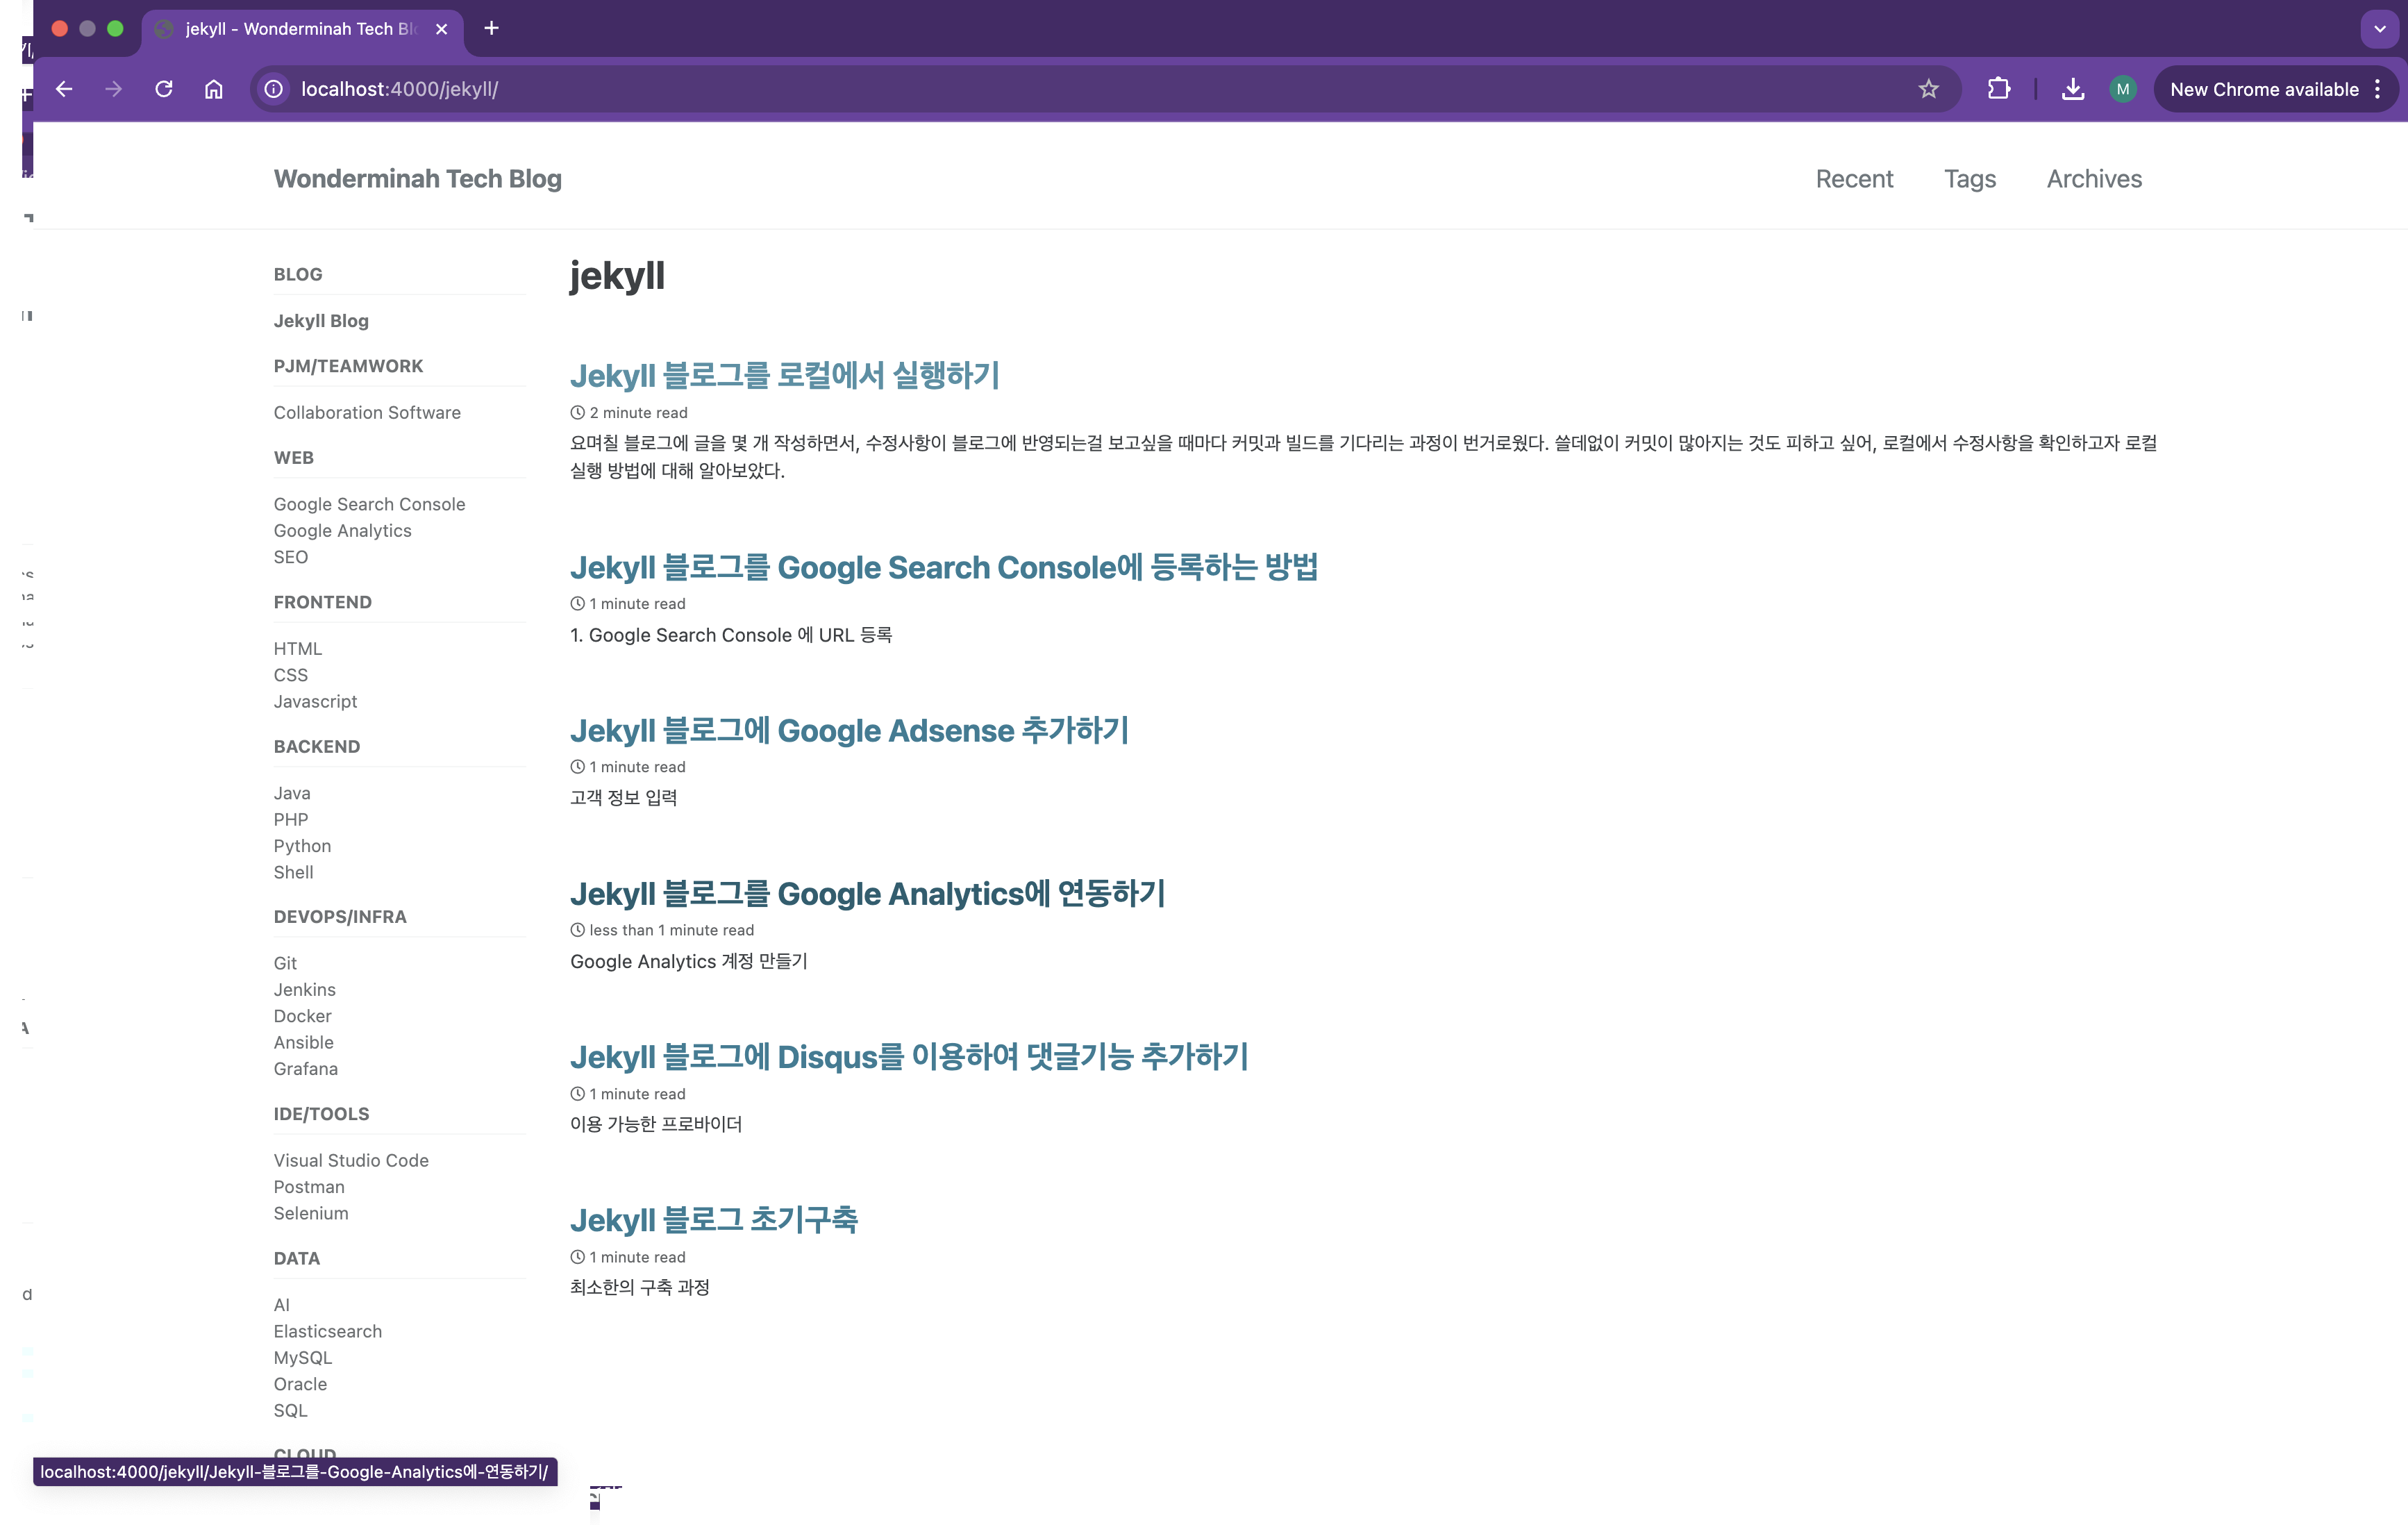 jekyll - Wonderminah Tech Bl
localhost:4000/jekyll/
M
New Chrome available
Wonderminah Tech Blog
Recent
Tags
Archives
BLOG
Jekyll Blog
PJM/TEAMWORK
Collaboration Software
WEB
Google Search Console
Google Analytics
SEO
FRONTEND
HTML
CSS
Javascript
BACKEND
Java
PHP
Python
Shell
DEVOPS/INFRA
Git
Jenkins
Docker
Ansible
Grafana
IDE/TOOLS
Visual Studio Code
Postman
Selenium
DATA
AI
Elasticsearch
MySQL
Oracle
SQL
CLOUD
jekyll
Jekyll 블로그를 로컬에서 실행하기
2 minute read
요며칠 블로그에 글을 몇 개 작성하면서, 수정사항이 블로그에 반영되는걸 보고싶을 때마다 커밋과 빌드를 기다리는 과정이 번거로웠다. 쓸데없이 커밋이 많아지는 것도 피하고 싶어, 로컬에서 수정사항을 확인하고자 로컬
실행 방법에 대해 알아보았다.
Jekyll 블로그를 Google Search Console에 등록하는 방법
1 minute read
1. Google Search Console 에 URL 등록
Jekyll 블로그에 Google Adsense 추가하기
1 minute read
고객 정보 입력
Jekyll 블로그를 Google Analytics에 연동하기
less than 1 minute read
Google Analytics 계정 만들기
Jekyll 블로그에 Disqus를 이용하여 댓글기능 추가하기
1 minute read
이용 가능한 프로바이더
Jekyll 블로그 초기구축
1 minute read
최소한의 구축 과정
localhost:4000/jekyll/Jekyll-블로그를-Google-Analytics에-연동하기/